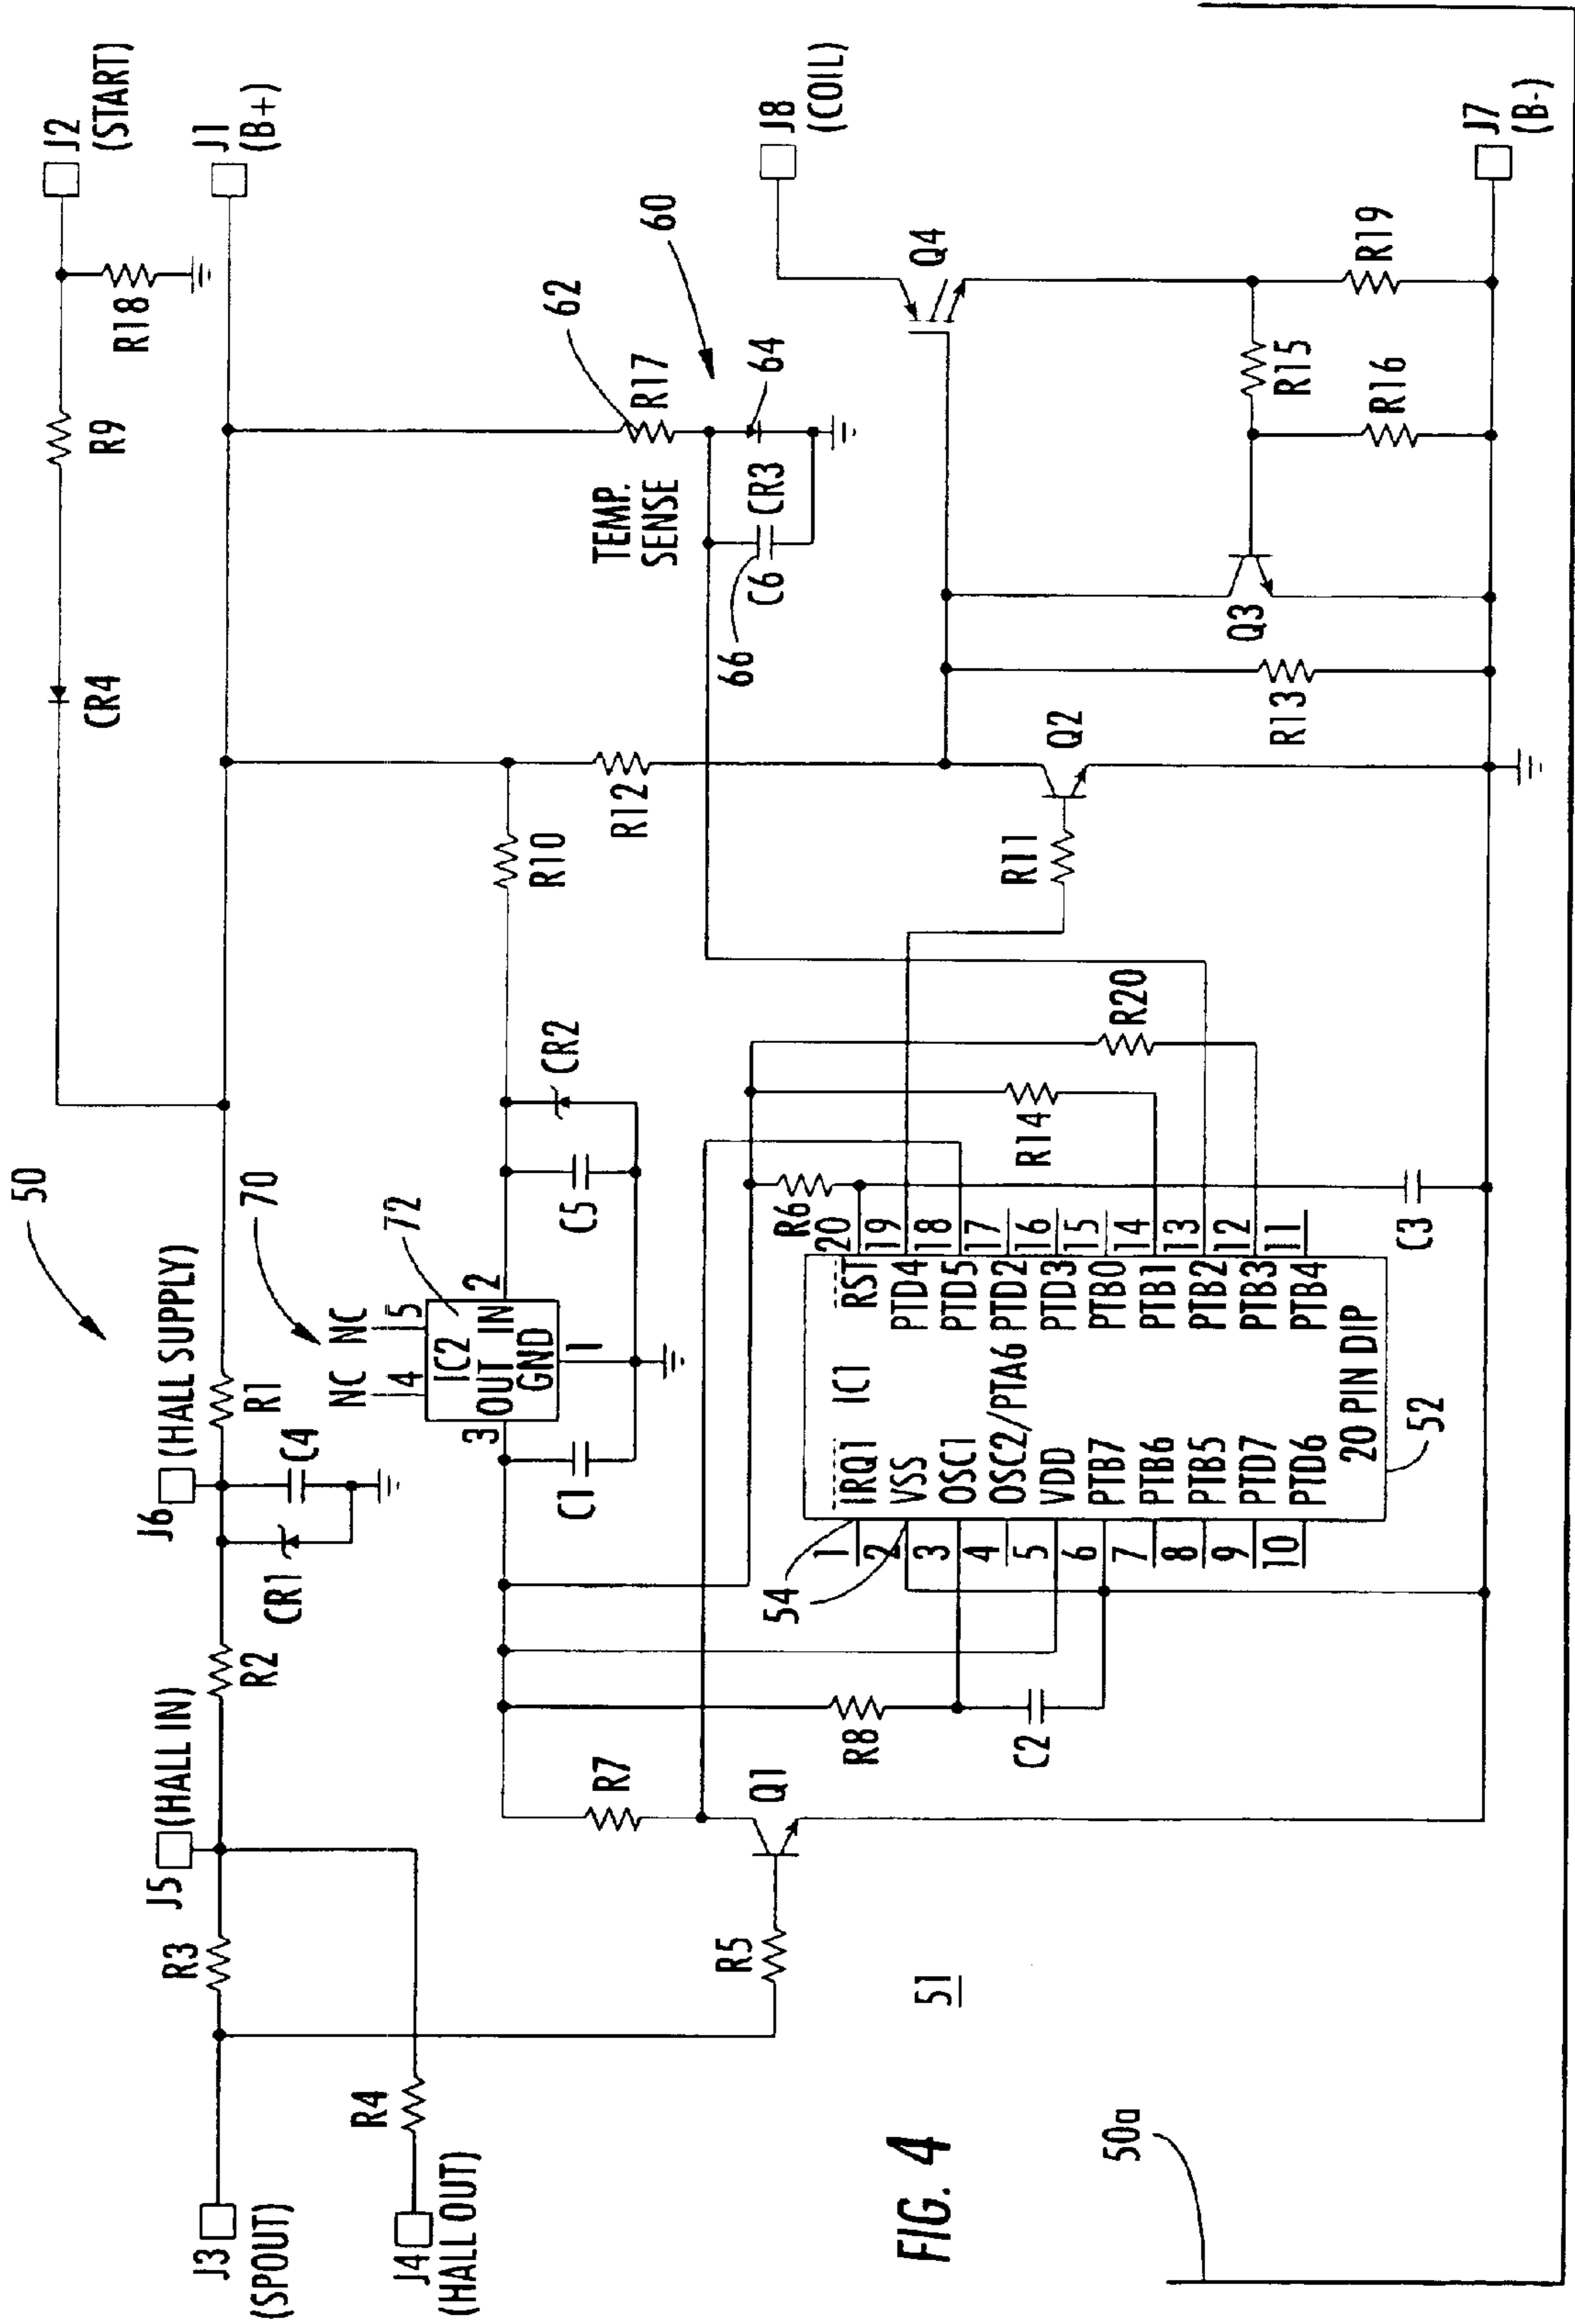 50
J2
(START)
J1
(B+)
R18
R9
CR4
J6
(HALL SUPPLY)
R1
C4
CR1
R2
J5
(HALL IN)
R3
J3
(SPOUT)
R4
J4
(HALL OUT)
70
NC
NC
4
5
72
IC2
OUT
IN
GND
3
2
1
C1
C5
CR2
R10
R12
62
R17
60
TEMP.
SENSE
CR3
64
C6
66
J8
(COIL)
Q4
R15
R19
R16
Q3
R13
Q2
R11
R20
R14
R6
R7
R8
C2
Q1
R5
54
1
2
3
4
5
6
7
8
9
10
IRQ1
VSS
OSC1
OSC2/PTA6
VDD
PTB7
PTB6
PTB5
PTD7
PTD6
IC1
RST
PTD4
PTD5
PTD2
PTD3
PTB0
PTB1
PTB2
PTB3
PTB4
20
19
18
17
16
15
14
13
12
11
20 PIN DIP
52
C3
J7
(B-)
51
FIG. 4
50a